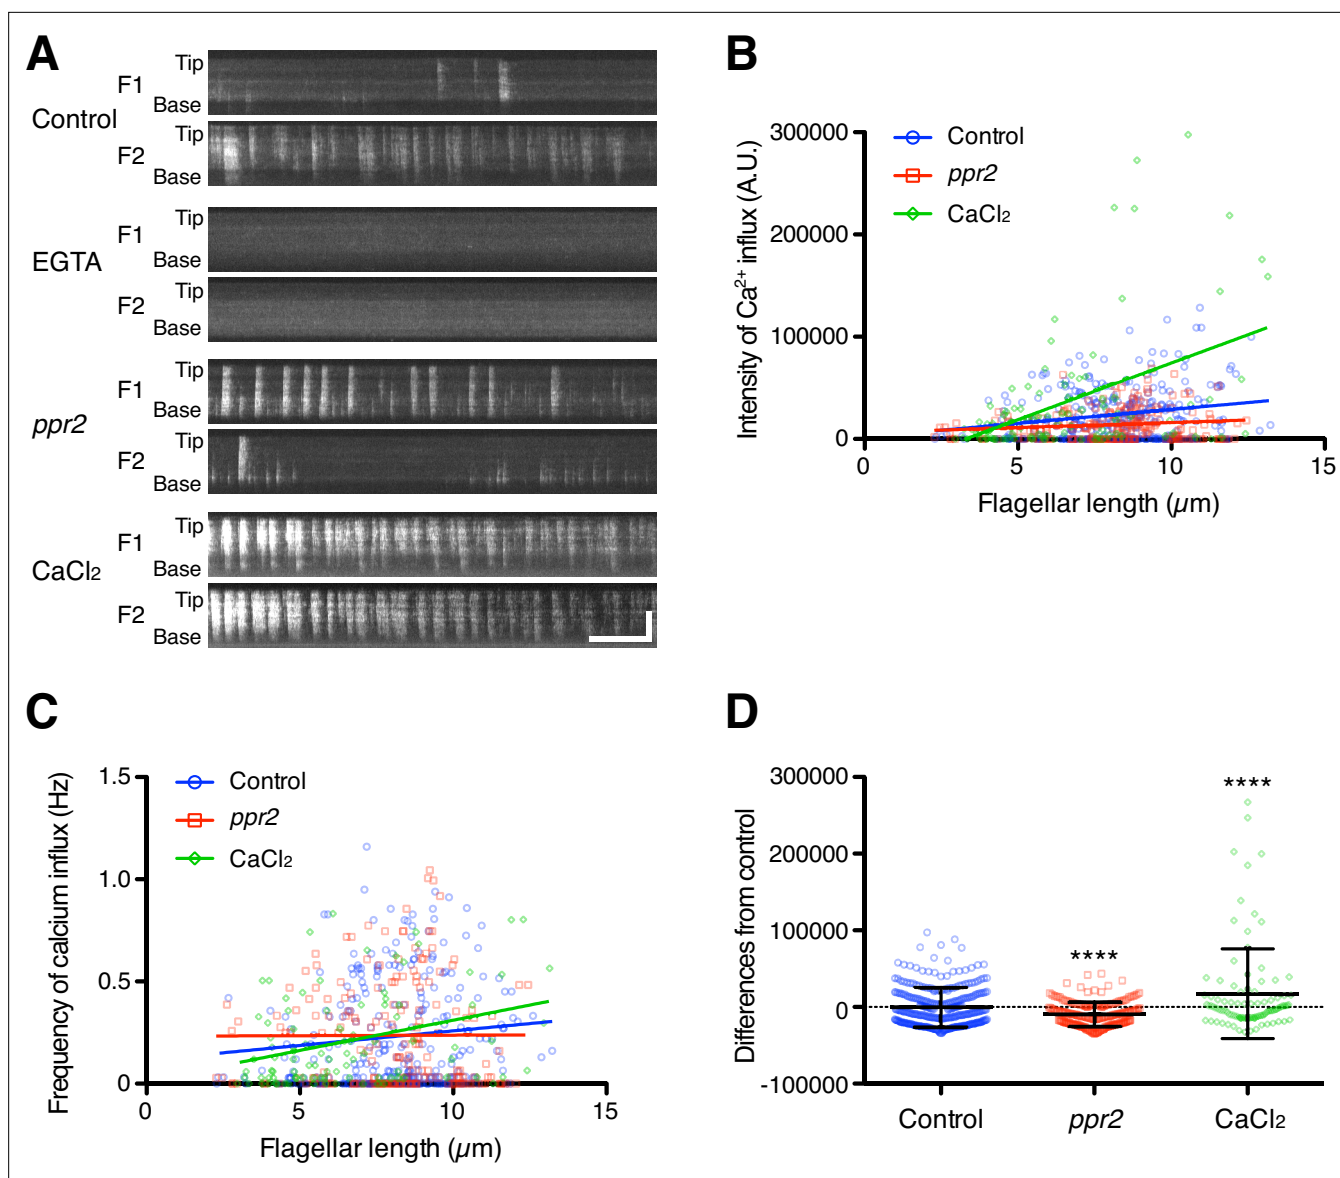 A
Control
F1
Tip
Base
F2
Tip
Base
EGTA
F1
Tip
Base
F2
Tip
Base
ppr2
F1
Tip
Base
F2
Tip
Base
CaCl₂
F1
Tip
Base
F2
Tip
Base
B
Intensity of Ca²⁺ influx (A.U.)
300000
200000
100000
0
Control
ppr2
CaCl₂
0 5 10 15
Flagellar length (µm)
C
Frequency of calcium influx (Hz)
1.5
1.0
0.5
0
Control
ppr2
CaCl₂
0 5 10 15
Flagellar length (µm)
D
Differences from control
300000
200000
100000
0
-100000
****
****
Control ppr2 CaCl₂